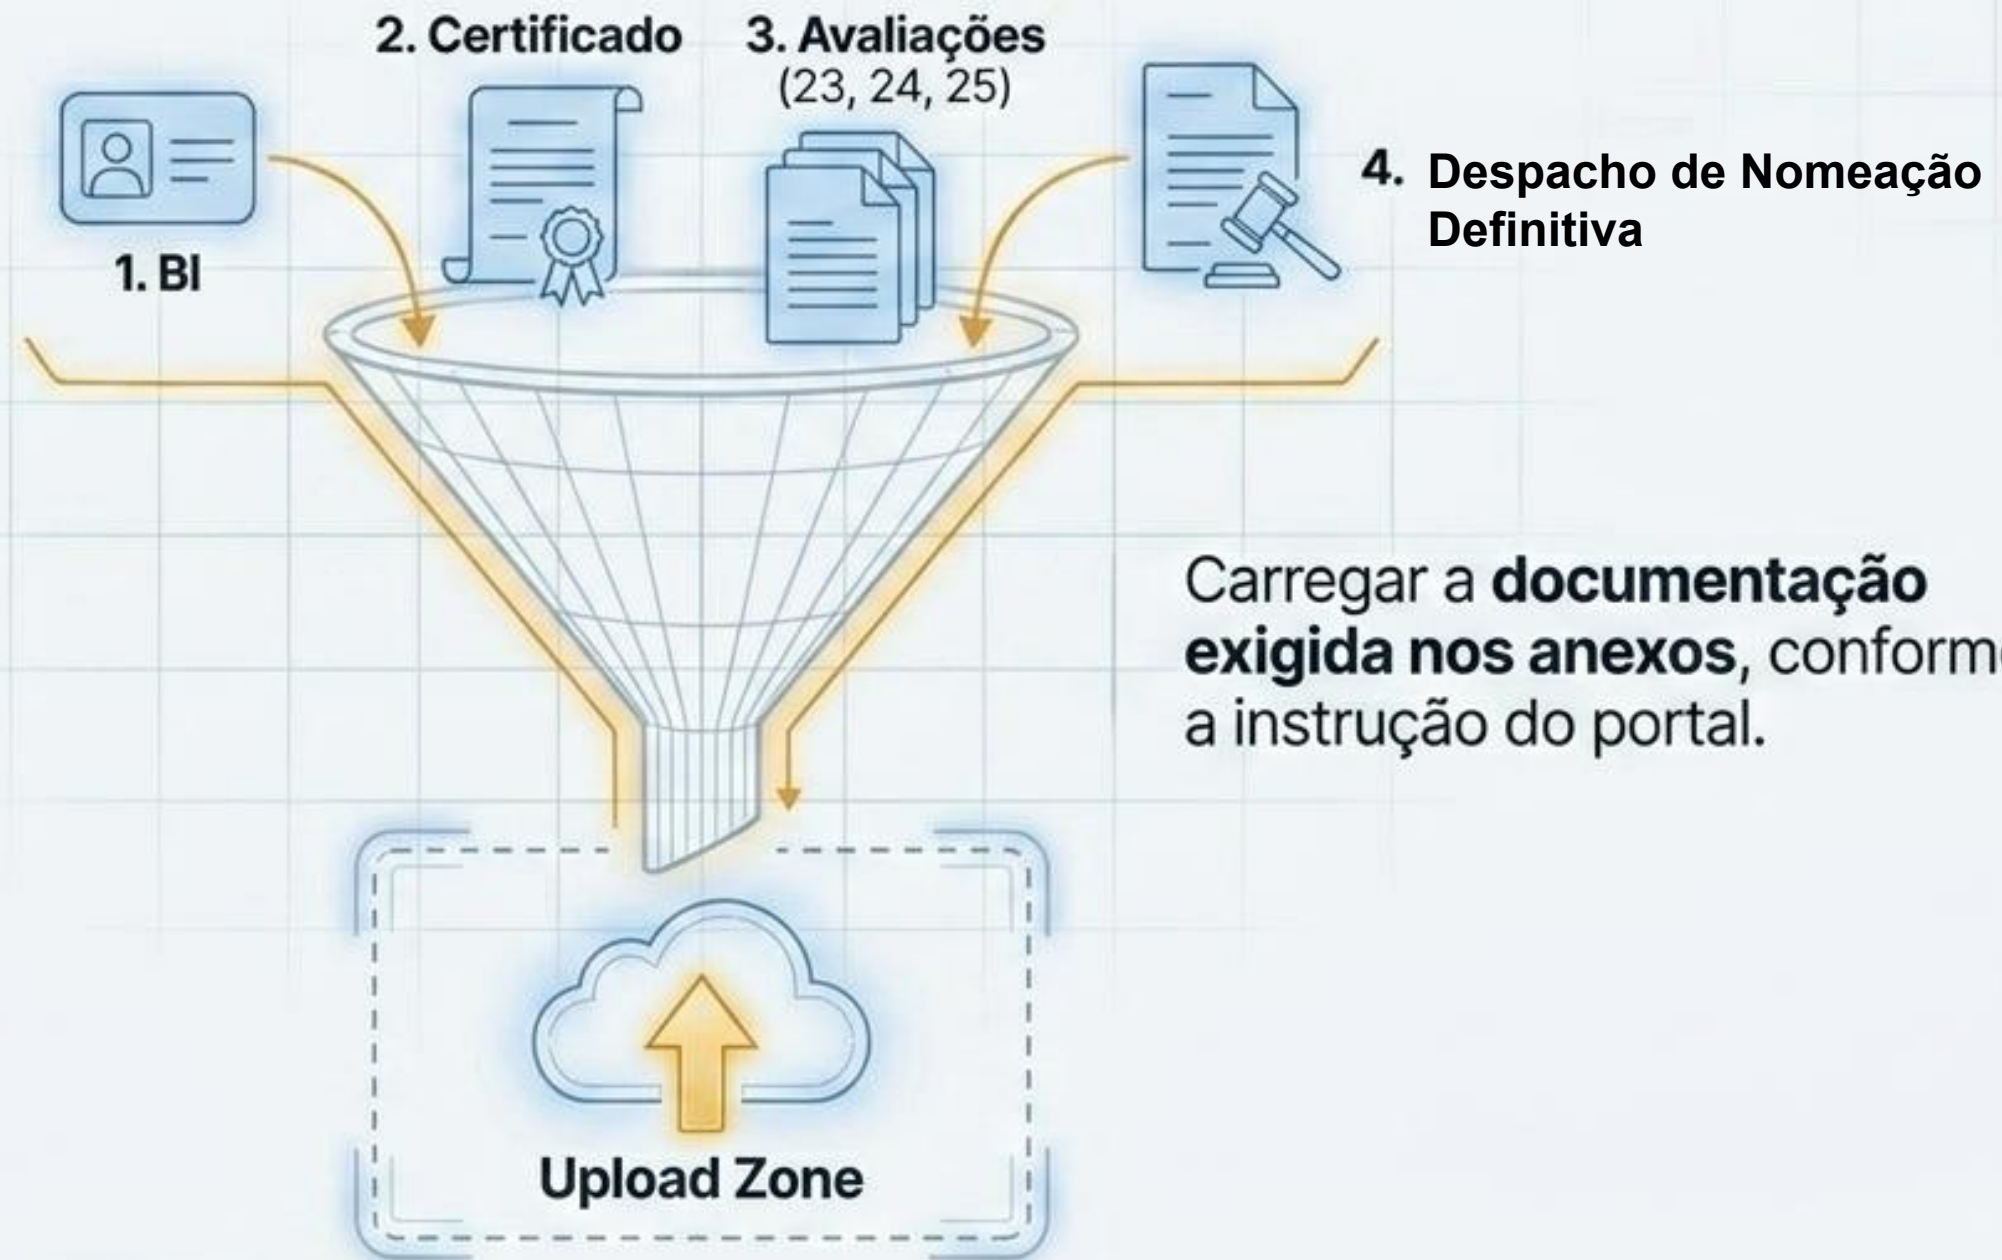 2. Certificado
3. Avaliações
(23, 24, 25)
1. BI
4. Despacho de Nomeação
Definitiva
Carregar a documentação
exigida nos anexos, conforme
a instrução do portal.
Upload Zone